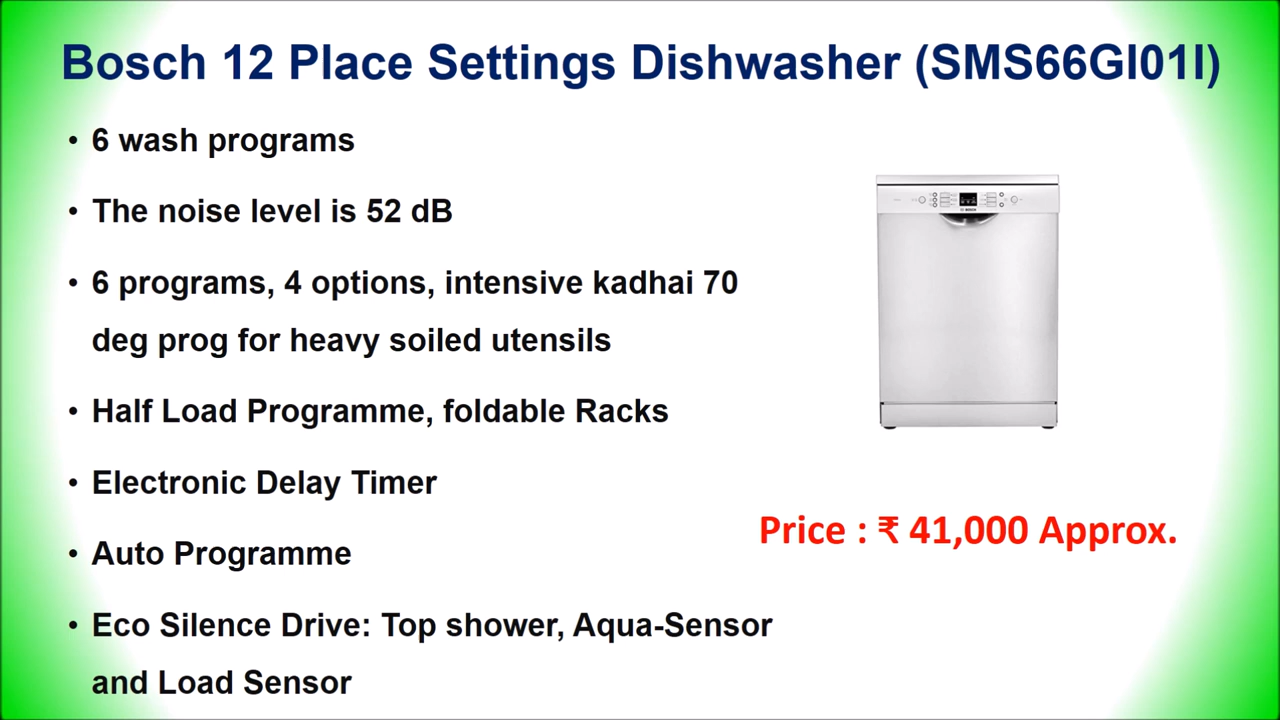 Bosch 12 Place Settings Dishwasher (SMS66GI01I)
• 6 wash programs
• The noise level is 52 dB
• 6 programs, 4 options, intensive kadhai 70
deg prog for heavy soiled utensils
• Half Load Programme, foldable Racks
• Electronic Delay Timer
• Auto Programme
• Eco Silence Drive: Top shower, Aqua-Sensor
and Load Sensor
BOSCH
Price : ₹ 41,000 Approx.